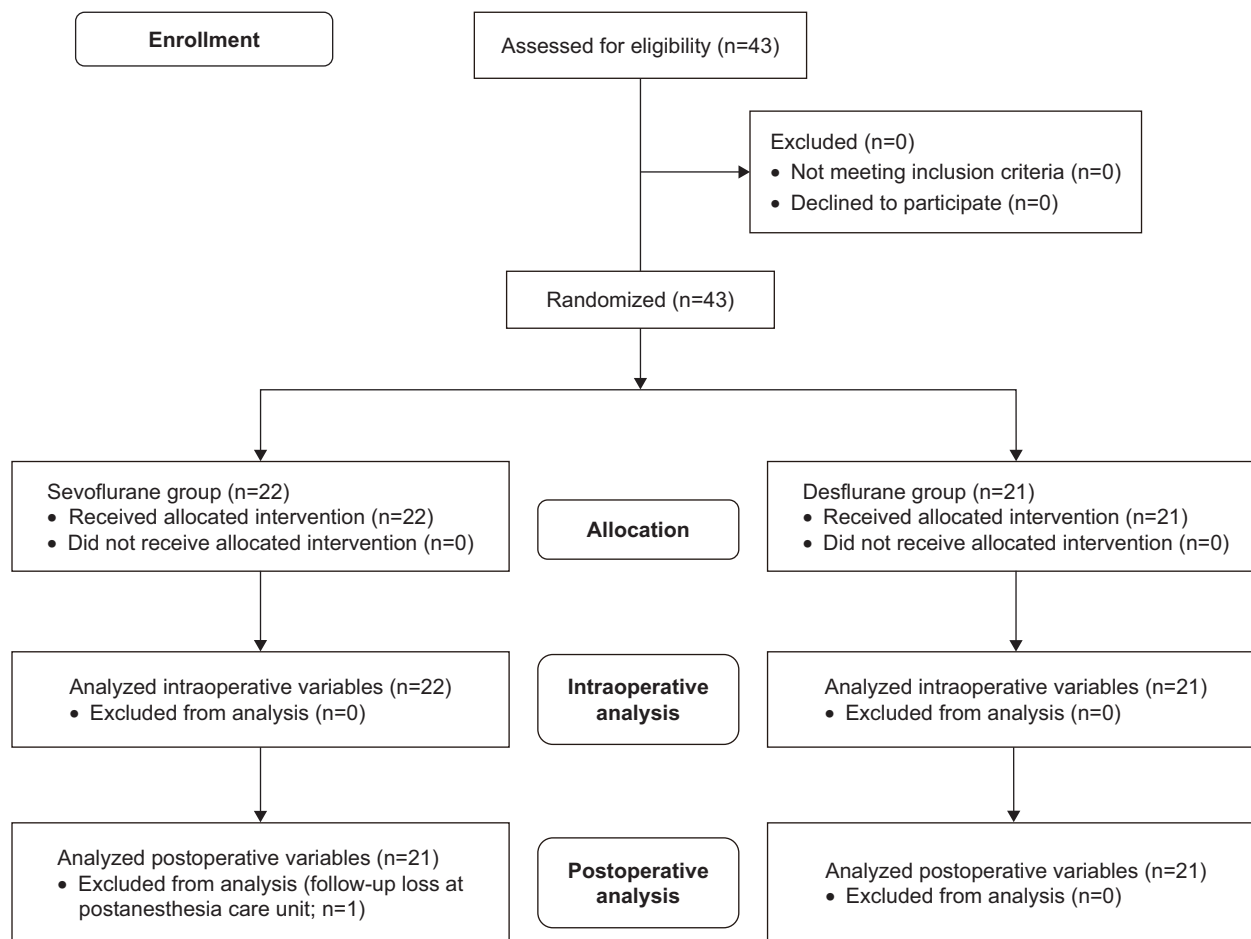 Enrollment
Assessed for eligibility (n=43)
Excluded (n=0)
• Not meeting inclusion criteria (n=0)
• Declined to participate (n=0)
Randomized (n=43)
Sevoflurane group (n=22)
• Received allocated intervention (n=22)
• Did not receive allocated intervention (n=0)
Allocation
Desflurane group (n=21)
• Received allocated intervention (n=21)
• Did not receive allocated intervention (n=0)
Analyzed intraoperative variables (n=22)
• Excluded from analysis (n=0)
Intraoperative
analysis
Analyzed intraoperative variables (n=21)
• Excluded from analysis (n=0)
Analyzed postoperative variables (n=21)
• Excluded from analysis (follow-up loss at
postanesthesia care unit; n=1)
Postoperative
analysis
Analyzed postoperative variables (n=21)
• Excluded from analysis (n=0)